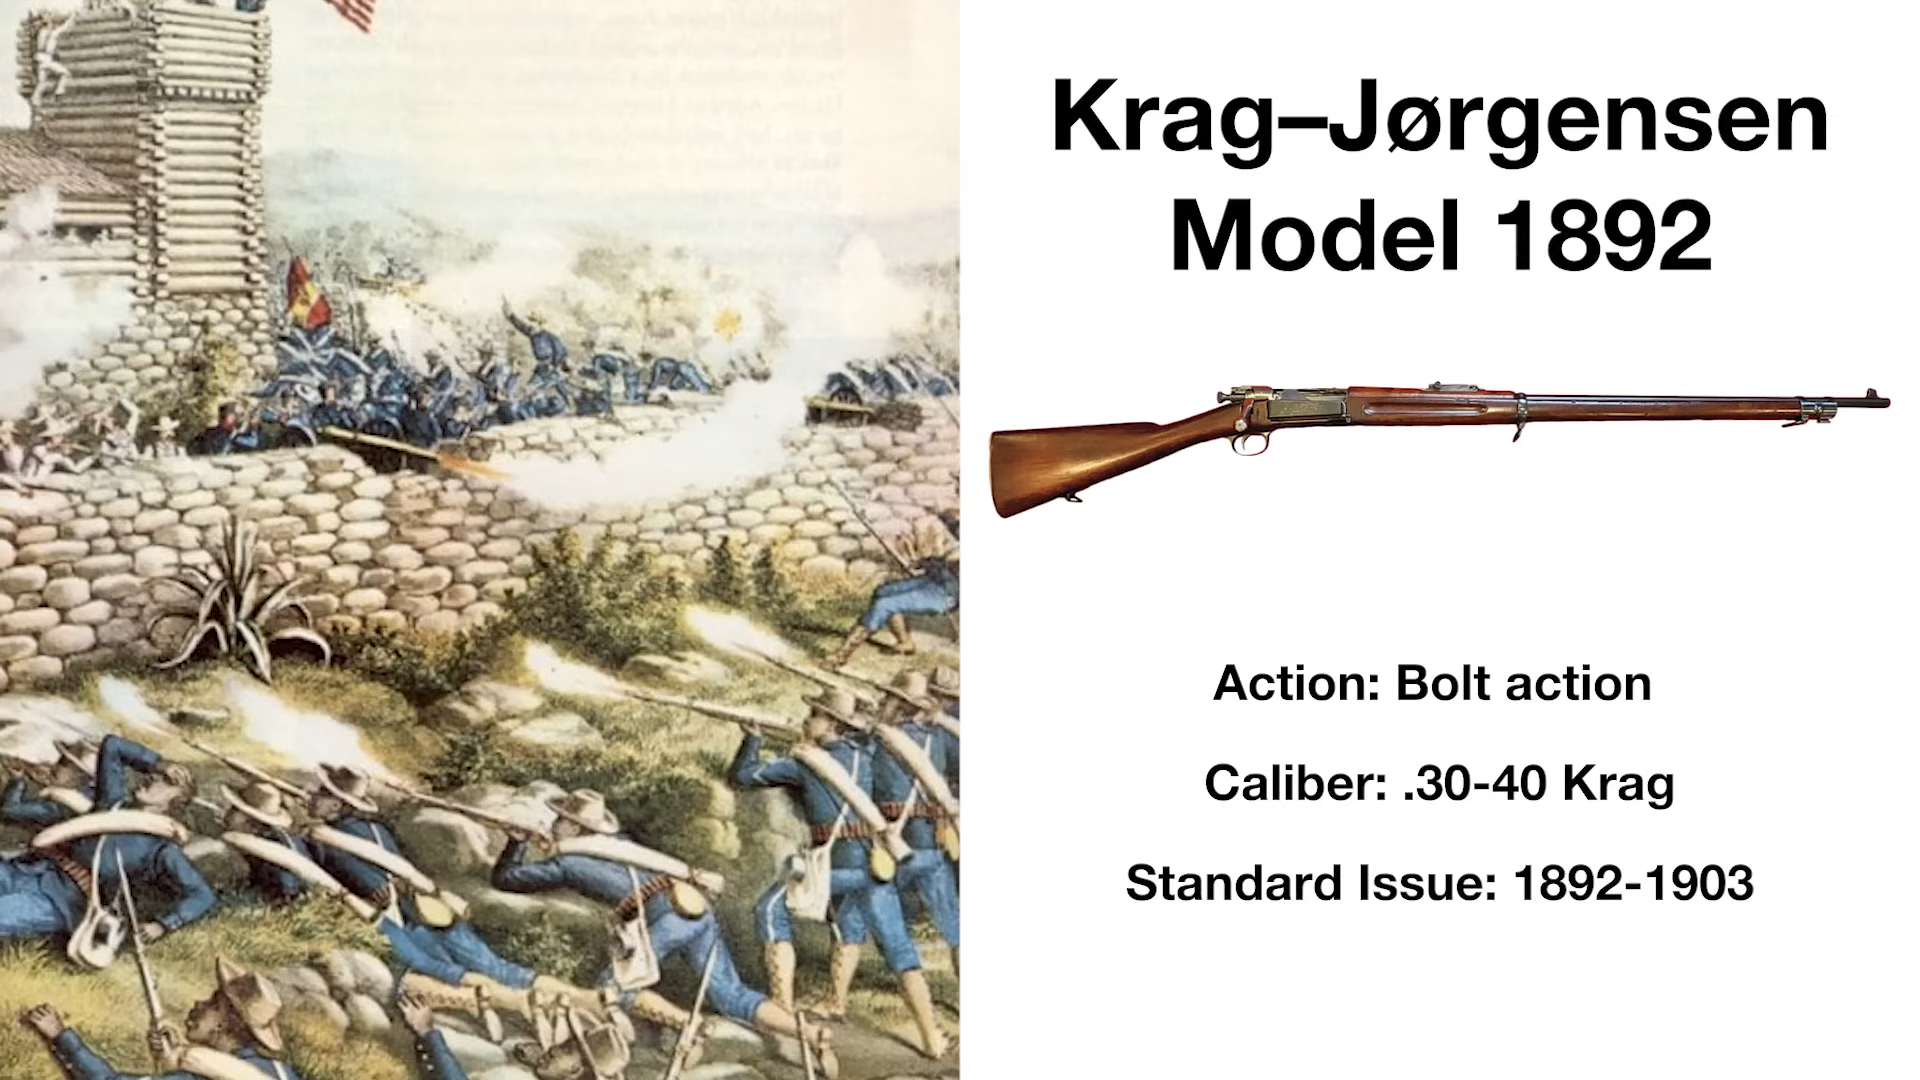 Krag–Jørgensen
Model 1892
Action: Bolt action
Caliber: .30-40 Krag
Standard Issue: 1892-1903